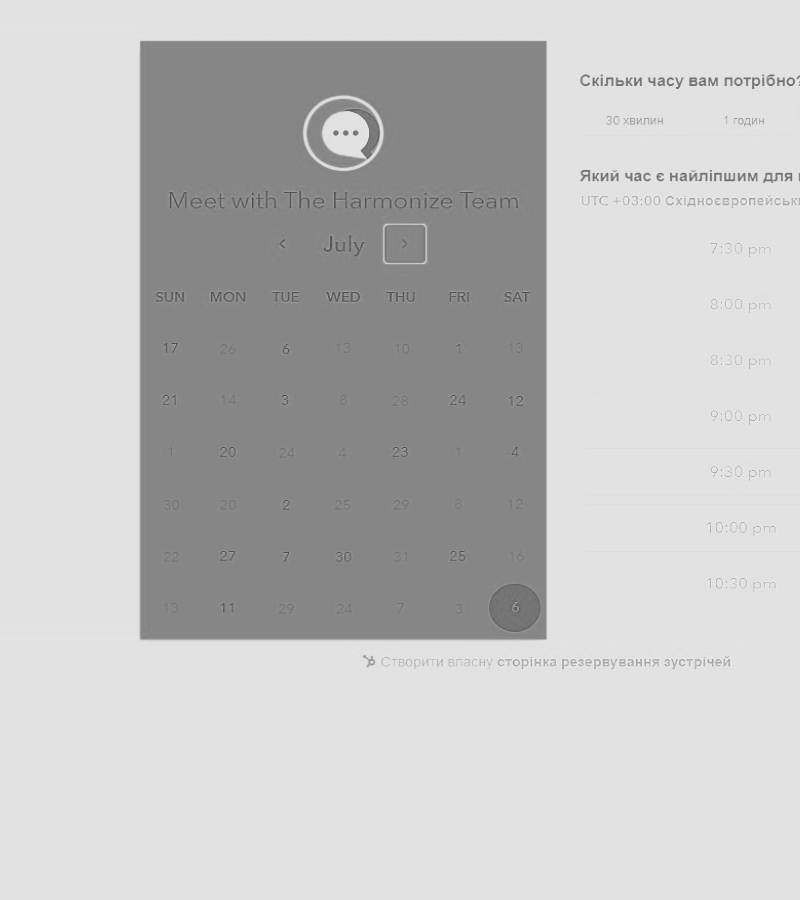 Meet with The Harmonize Team
July
SUN MON TUE WED THU FRI SAT
17 26 6 13 10 1 13
21 14 3 8 28 24 12
1 20 24 4 23 1 4
30 20 2 25 29 8 12
22 27 7 30 31 25 16
13 11 29 24 7 3 6
Скільки часу вам потрібно?
30 хвилин 1 годин
Який час є найліпшим для
UTC +03:00
7:30 pm
8:00 pm
8:30 pm
9:00 pm
9:30 pm
10:00 pm
10:30 pm
Створити власну сторінка резервування зустрічей